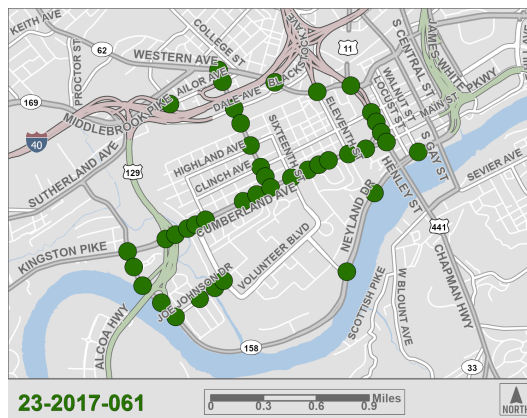 KEITH AVE
62
PROCTOR ST
COLLEGE ST
WESTERN AVE
BLACKSTOCK AVE
11
S CENTRAL ST
JAMES WHITE PKWY
HALL AVE
169
MIDDLEBROOK PIKE
AILOR AVE
DALE AVE
WALNUT ST
LOCUST ST
MAIN ST
40
SUTHERLAND AVE
129
HIGHLAND AVE
CLINCH AVE
SIXTEENTH ST
ELEVENTH ST
S GAY ST
HENLEY ST
SEVIER AVE
CUMBERLAND AVE
NEYLAND DR
KINGSTON PIKE
VOLUNTEER BLVD
441
JOE JOHNSON DR
SCOTTISH PIKE
W BLOUNT AVE
CHAPMAN HWY
ALCOA HWY
158
33
23-2017-061
0 0.3 0.6 0.9 Miles
NORTH